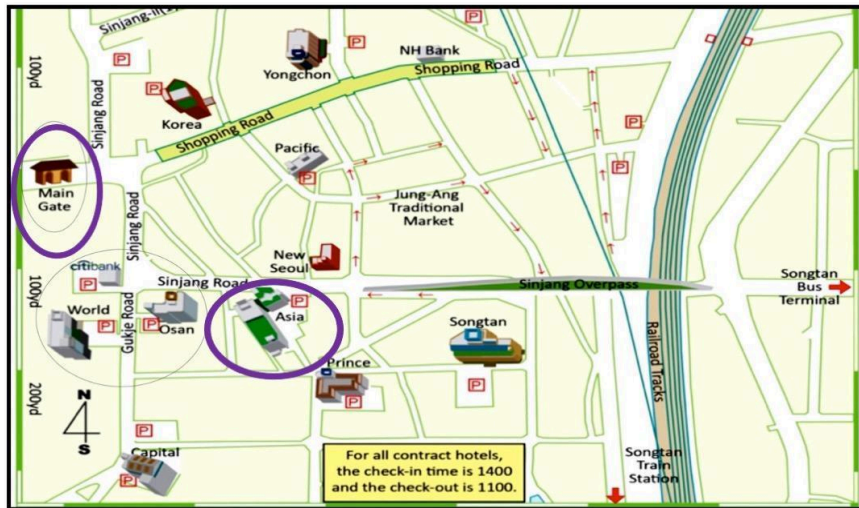 Sinjang-il(1)
100yd
Sinjang Road
Yongchon
NH Bank
Shopping Road
P
P
P
P
Korea
Shopping Road
P
Main
Gate
Pacific
P
P
Jung-Ang
Traditional
Market
Sinjang Road
New
Seoul
citibank
P
100yd
Sinjang Road
Sinjang Overpass
Songtan
Bus
Terminal
World
P
Gukje Road
P
Osan
Asia
P
Songtan
Railroad Tracks
200yd
N
S
Prince
P
P
P
Capital
P
For all contract hotels,
the check-in time is 1400
and the check-out is 1100.
Songtan
Train
Station